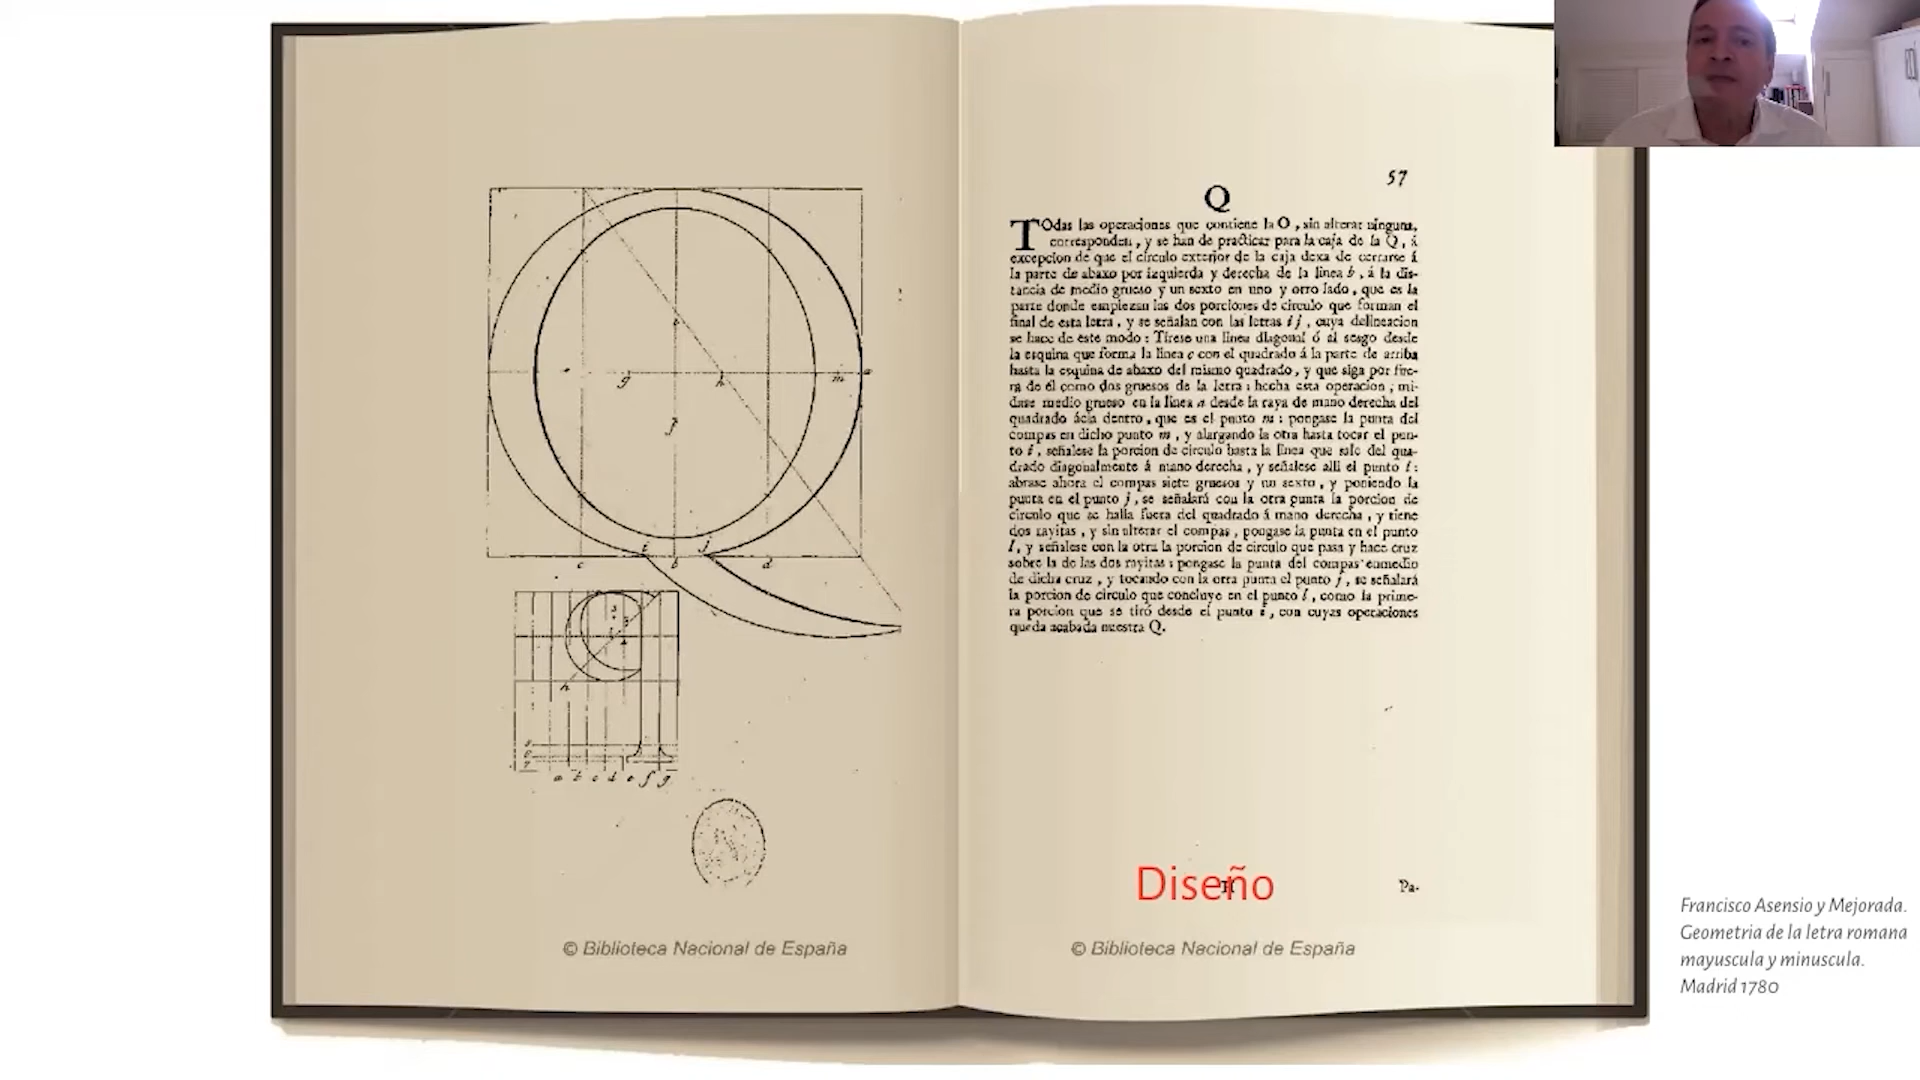 57
Q
TOdas las operaciones que contiene la O, sin alterar ninguna,
corresponden, y se han de practicar para la caja de la Q, á
excepcion de que el círculo exterior de la caja dexa de cerrarse á
la parte de abaxo por izquierda y derecha de la linea b, á la dis-
tancia de medio grueso y un sexto en uno y otro lado, que es la
parte donde empiezan las dos porciones de círculo que forman el
final de esta letra, y se señalan con las letras i j, cuya delineacion
se hace de este modo: Tirese una línea diagonal ó al sesgo desde
la esquina que forma la línea c con el quadrado á la parte de arriba
hasta la esquina de abaxo del mismo quadrado, y que siga por fue-
ra de él como dos gruesos de la letra: hecha esta operacion, mi-
dase medio grueso en la línea a desde la raya de mano derecha del
quadrado ácia dentro, que es el punto m: pongase la punta del
compas en dicho punto m, y alargando la otra hasta tocar el pun-
to i, señalese la porcion de círculo hasta la línea que sale del qua-
drado diagonalmente á mano derecha, y señalese alli el punto l:
abrase ahora el compas siete gruesos y un sexto, y poniendo la
punta en el punto j, se señalará con la otra punta la porcion de
círculo que se halla fuera del quadrado á mano derecha, y tiene
dos rayitas, y sin alterar el compas, pongase la punta en el punto
l, y señalese con la otra la porcion de círculo que pasa y hace cruz
sobre la de las dos rayitas: pongase la punta del compas enmedio
de dicha cruz, y tocando con la otra punta el punto j, se señalará
la porcion de círculo que concluye en el punto l, como la prime-
ra porcion que se tiró desde el punto i, con cuyas operaciones
queda acabada nuestra Q.
g h m a
f
i j
c b d
h
a b c d e f g
Diseño
H Pa-
© Biblioteca Nacional de España
© Biblioteca Nacional de España
Francisco Asensio y Mejorada.
Geometria de la letra romana
mayuscula y minuscula.
Madrid 1780